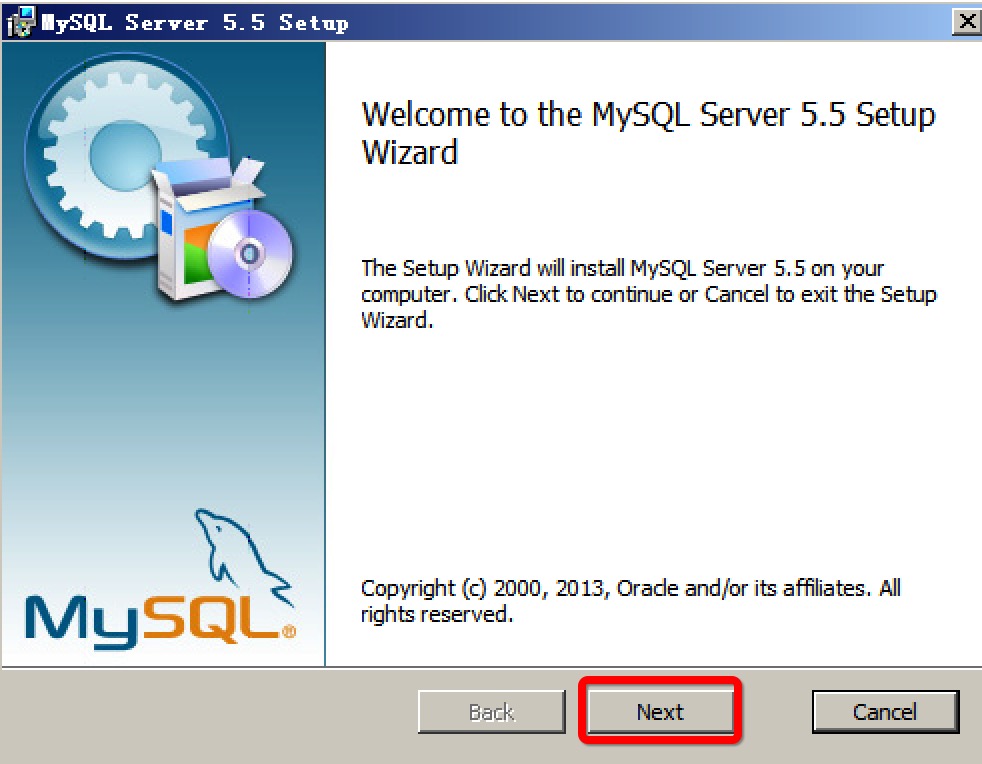 MySQL Server 5.5 Setup
Welcome to the MySQL Server 5.5 Setup
Wizard
The Setup Wizard will install MySQL Server 5.5 on your
computer. Click Next to continue or Cancel to exit the Setup
Wizard.
Copyright (c) 2000, 2013, Oracle and/or its affiliates. All
rights reserved.
MySQL®
Back
Next
Cancel